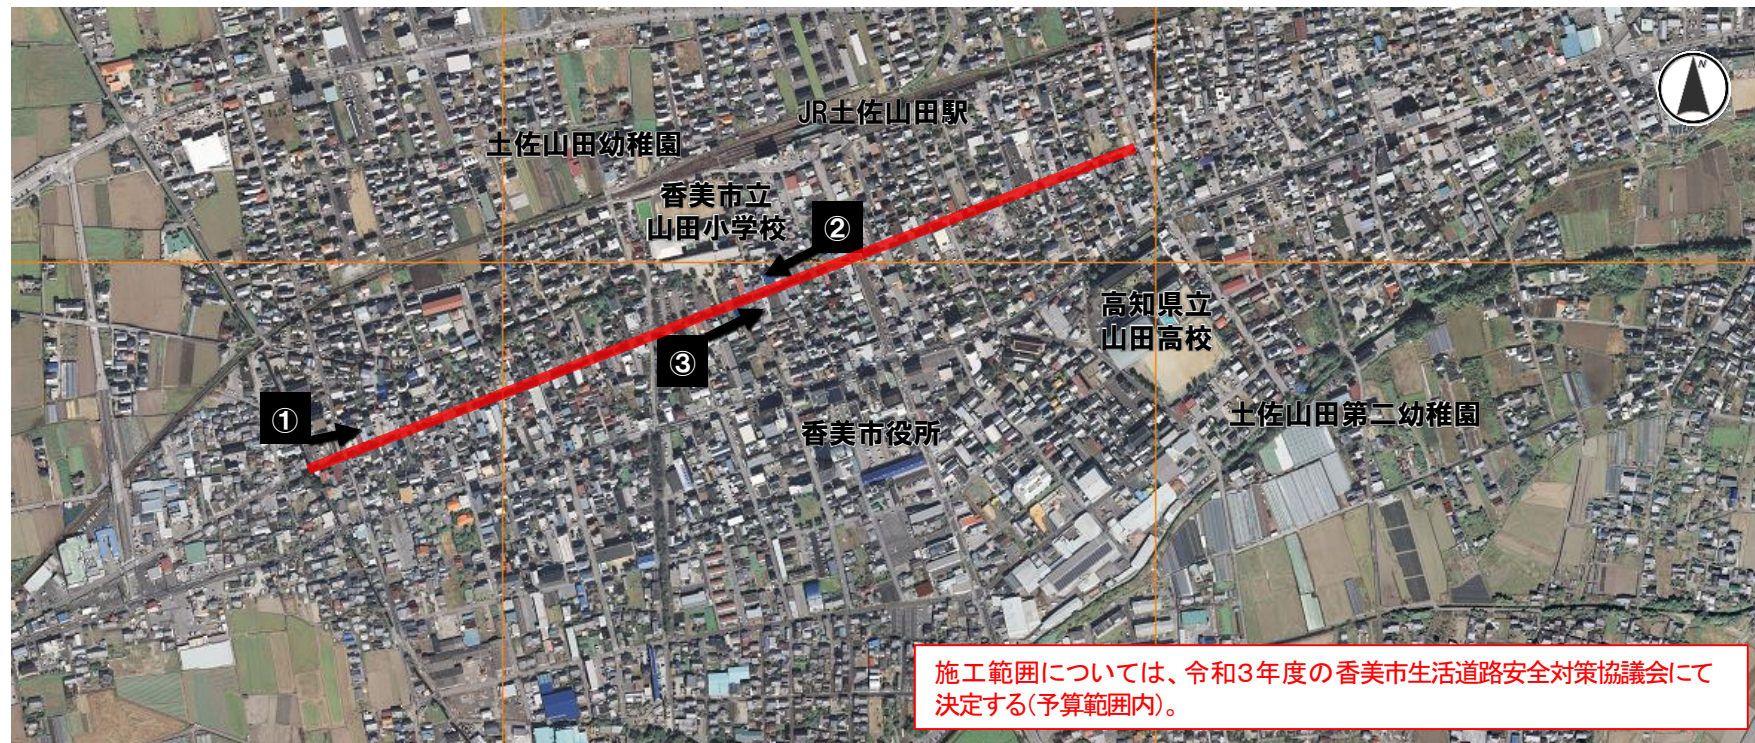 N
JR土佐山田駅
土佐山田幼稚園
香美市立
山田小学校
②
高知県立
山田高校
③
①
土佐山田第二幼稚園
香美市役所
施工範囲については、令和3年度の香美市生活道路安全対策協議会にて
決定する(予算範囲内)。